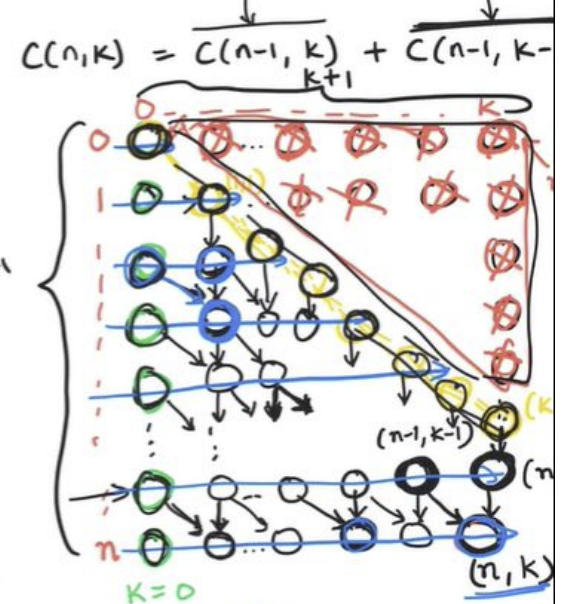 C(n,k) = C(n-1, k) + C(n-1, k-
k+1
0 k
0
1
(n-1, k-1) (k
(n
n
(n, k)
K=0